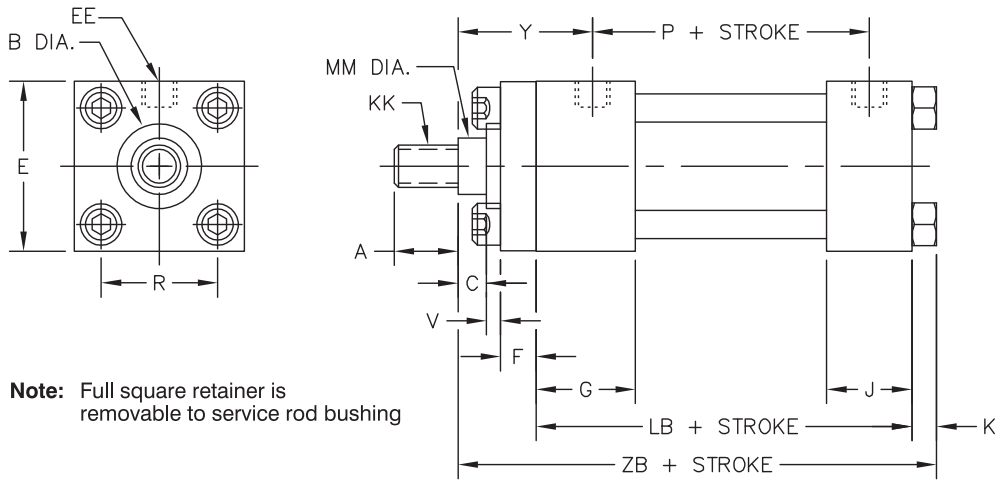 EE
B DIA.
E
R
Y
P + STROKE
MM DIA.
KK
A
C
V
F
G
J
LB + STROKE
K
ZB + STROKE
Note: Full square retainer is
removable to service rod bushing